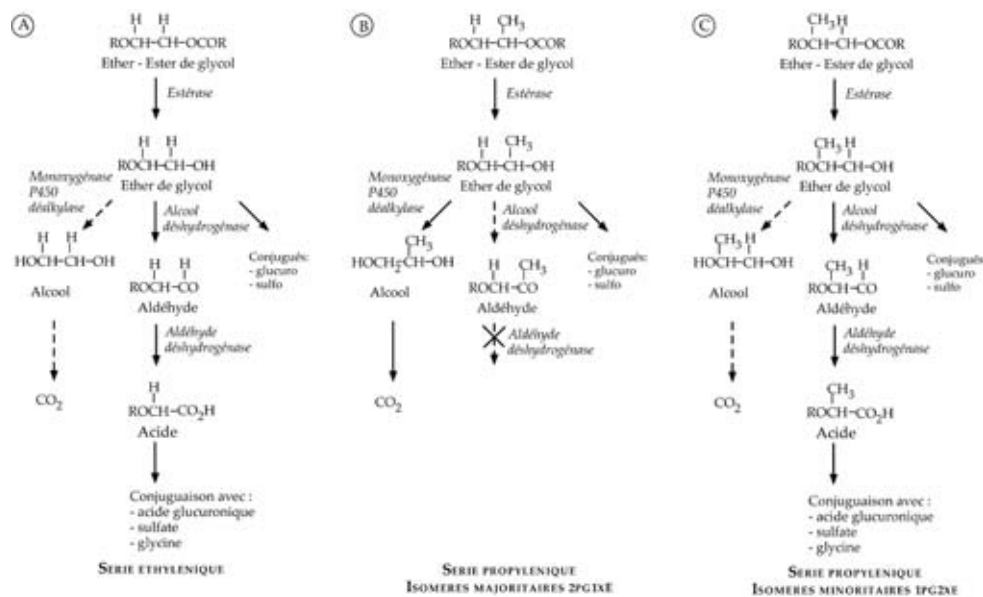 A
H H
ROCH–CH–OCOR
Ether - Ester de glycol
Estérase
H H
ROCH–CH–OH
Ether de glycol
Monoxygénase
P450
déalkylase
Alcool
déshydrogénase
H H
HOCH–CH–OH
Alcool
H H
ROCH–CO
Aldéhyde
Conjugués:
- glucuro
- sulfo
Aldéhyde
déshydrogénase
CO2
H
ROCH–CO2H
Acide
Conjuguaison avec :
- acide glucuronique
- sulfate
- glycine
SERIE ETHYLENIQUE
B
H CH3
ROCH–CH–OCOR
Ether - Ester de glycol
Estérase
H CH3
ROCH–CH–OH
Ether de glycol
Monoxygénase
P450
déalkylase
Alcool
déshydrogénase
CH3
HOCH2–CH–OH
Alcool
H CH3
ROCH–CO
Aldéhyde
Conjugués:
- glucuro
- sulfo
Aldéhyde
déshydrogénase
CO2
SERIE PROPYLENIQUE
ISOMERES MAJORITAIRES 2PG1XE
C
CH3 H
ROCH–CH–OCOR
Ether - Ester de glycol
Estérase
CH3 H
ROCH–CH–OH
Ether de glycol
Monoxygénase
P450
déalkylase
Alcool
déshydrogénase
CH3 H
HOCH–CH–OH
Alcool
CH3 H
ROCH–CO
Aldéhyde
Conjugués:
- glucuro
- sulfo
Aldéhyde
déshydrogénase
CO2
CH3
ROCH–CO2H
Acide
Conjuguaison avec :
- acide glucuronique
- sulfate
- glycine
SERIE PROPYLENIQUE
ISOMERES MINORITAIRES 1PG2XE